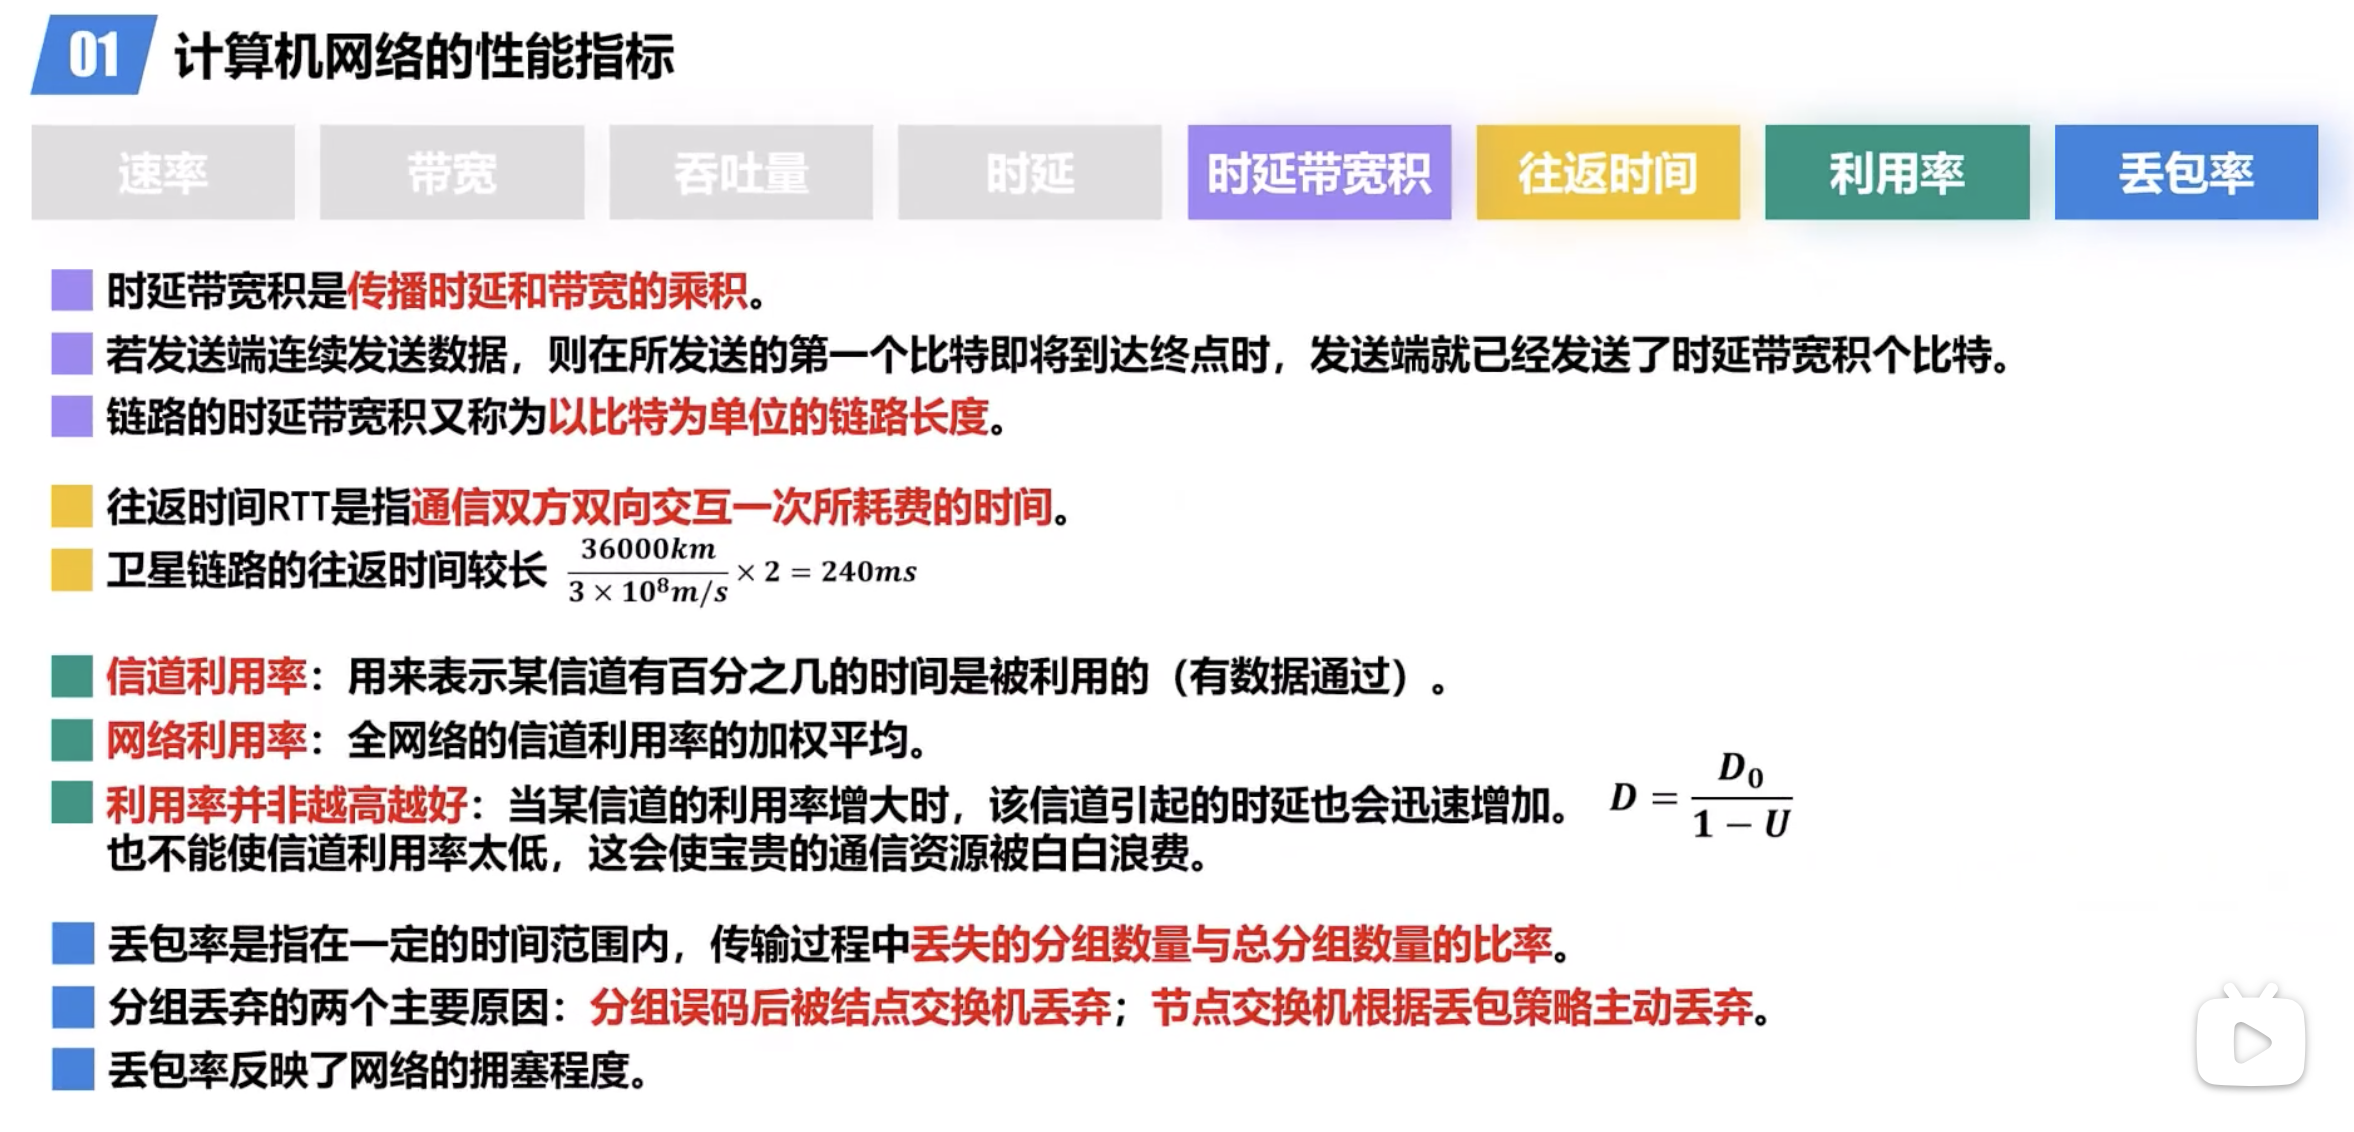 01 计算机网络的性能指标
速率 带宽 吞吐量 时延 时延带宽积 往返时间 利用率 丢包率
时延带宽积是传播时延和带宽的乘积。
若发送端连续发送数据，则在所发送的第一个比特即将到达终点时，发送端就已经发送了时延带宽积个比特。
链路的时延带宽积又称为以比特为单位的链路长度。
往返时间RTT是指通信双方双向交互一次所耗费的时间。
卫星链路的往返时间较长 36000km / 3 × 10⁸m/s × 2 = 240ms
信道利用率：用来表示某信道有百分之几的时间是被利用的（有数据通过）。
网络利用率：全网络的信道利用率的加权平均。
利用率并非越高越好：当某信道的利用率增大时，该信道引起的时延也会迅速增加。 D = D₀ / 1 − U
也不能使信道利用率太低，这会使宝贵的通信资源被白白浪费。
丢包率是指在一定的时间范围内，传输过程中丢失的分组数量与总分组数量的比率。
分组丢弃的两个主要原因：分组误码后被结点交换机丢弃；节点交换机根据丢包策略主动丢弃。
丢包率反映了网络的拥塞程度。